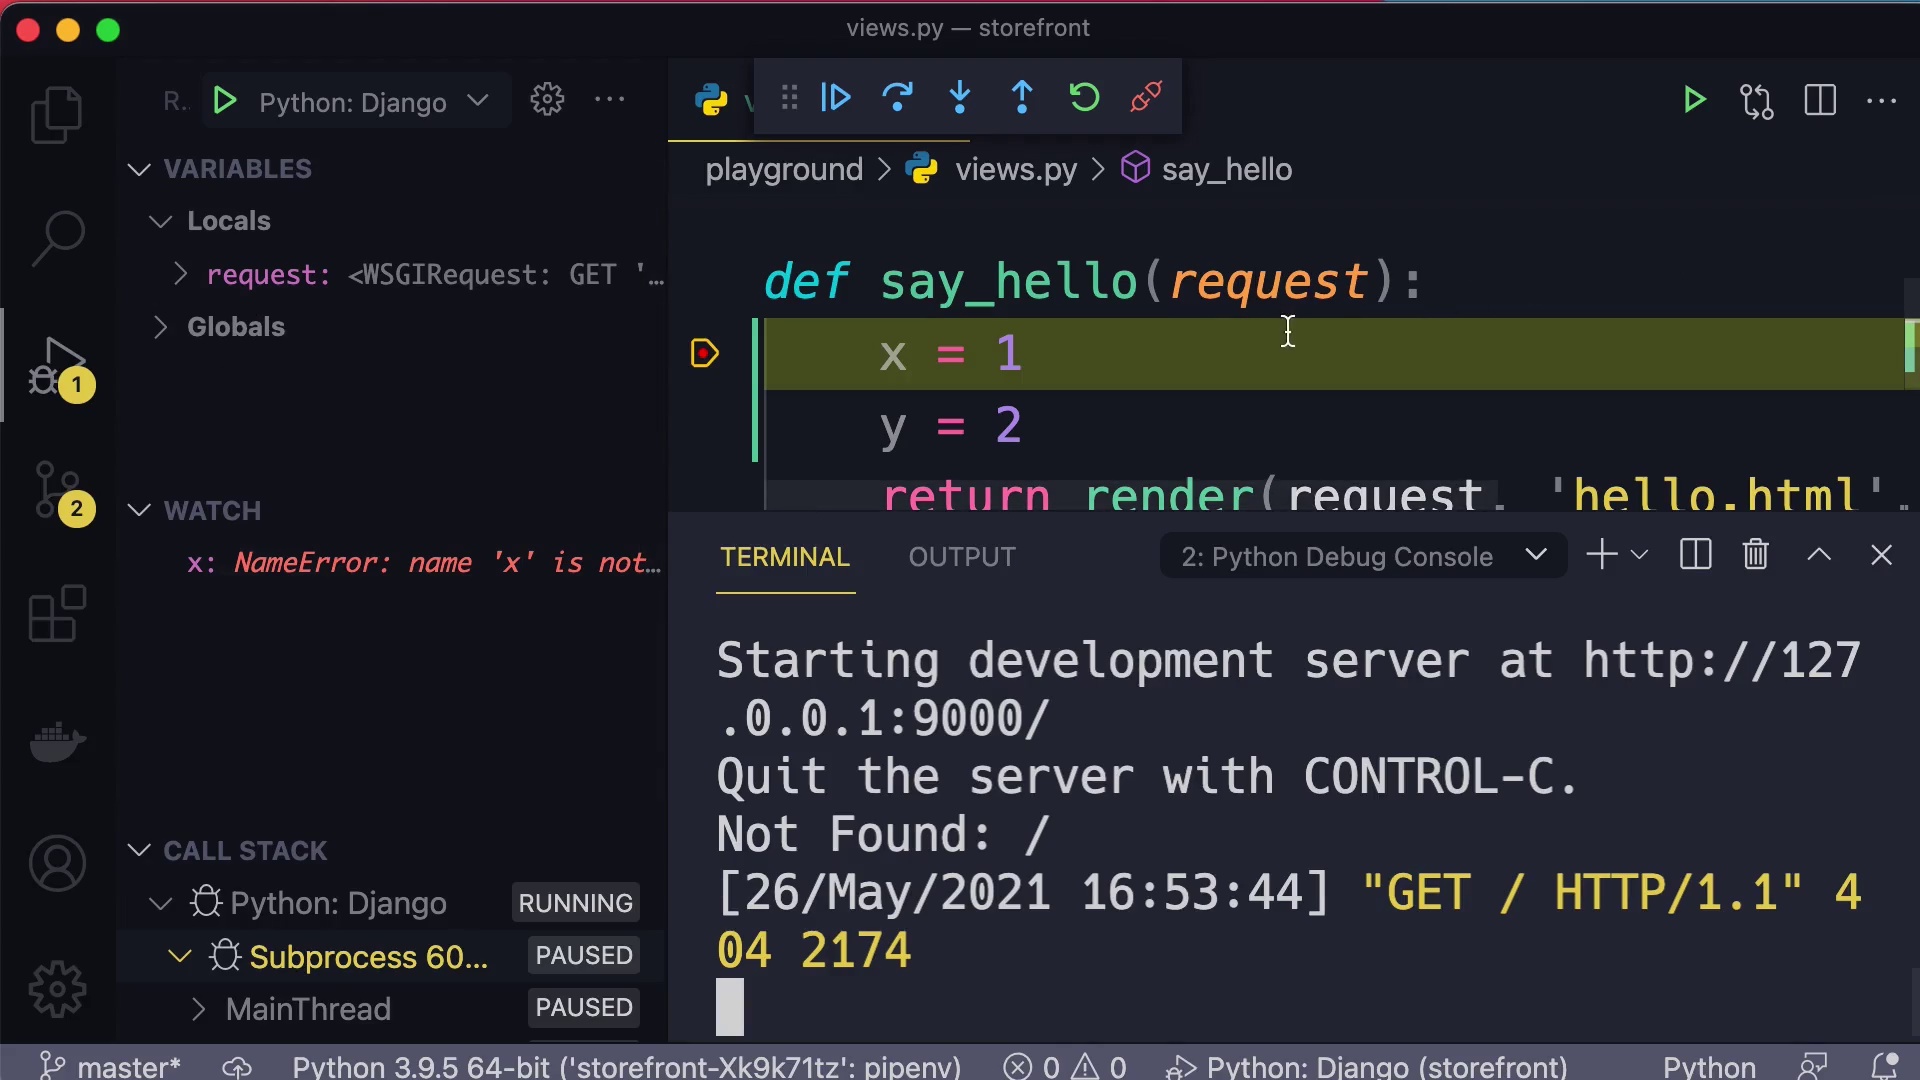 views.py — storefront
R..
Python: Django
VARIABLES
Locals
request: <WSGIRequest: GET '…
Globals
WATCH
x: NameError: name 'x' is not…
CALL STACK
Python: Django RUNNING
Subprocess 60... PAUSED
MainThread PAUSED
playground > views.py > say_hello
def say_hello(request):
x = 1
y = 2
return render(request, 'hello.html',
TERMINAL OUTPUT 2: Python Debug Console
Starting development server at http://127
.0.0.1:9000/
Quit the server with CONTROL-C.
Not Found: /
[26/May/2021 16:53:44] "GET / HTTP/1.1" 4
04 2174
1
2
master* Python 3.9.5 64-bit ('storefront-Xk9k71tz': pipenv) 0 0 Python: Django (storefront) Python